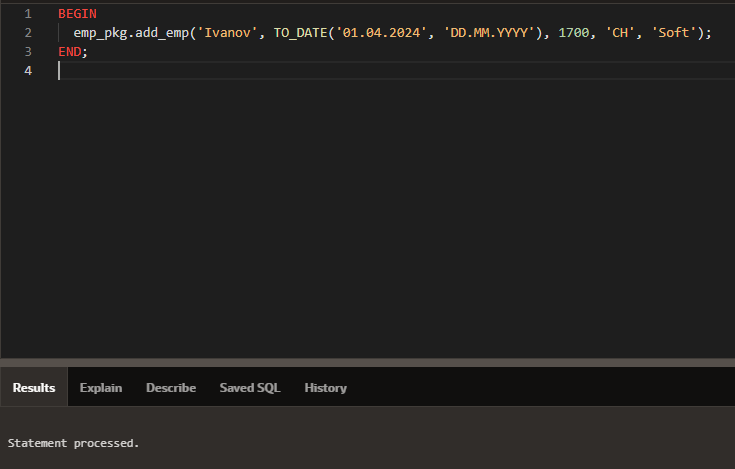 1 BEGIN
2 emp_pkg.add_emp('Ivanov', TO_DATE('01.04.2024', 'DD.MM.YYYY'), 1700, 'CH', 'Soft');
3 END;
4
Results Explain Describe Saved SQL History
Statement processed.